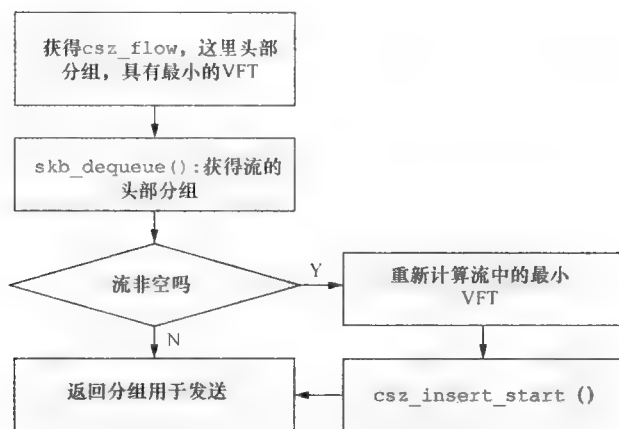 获得csz_flow，这里头部
分组，具有最小的VFT
skb_dequeue():获得流的
头部分组
流非空吗
Y
重新计算流中的最小
VFT
N
返回分组用于发送
csz_insert_start ()